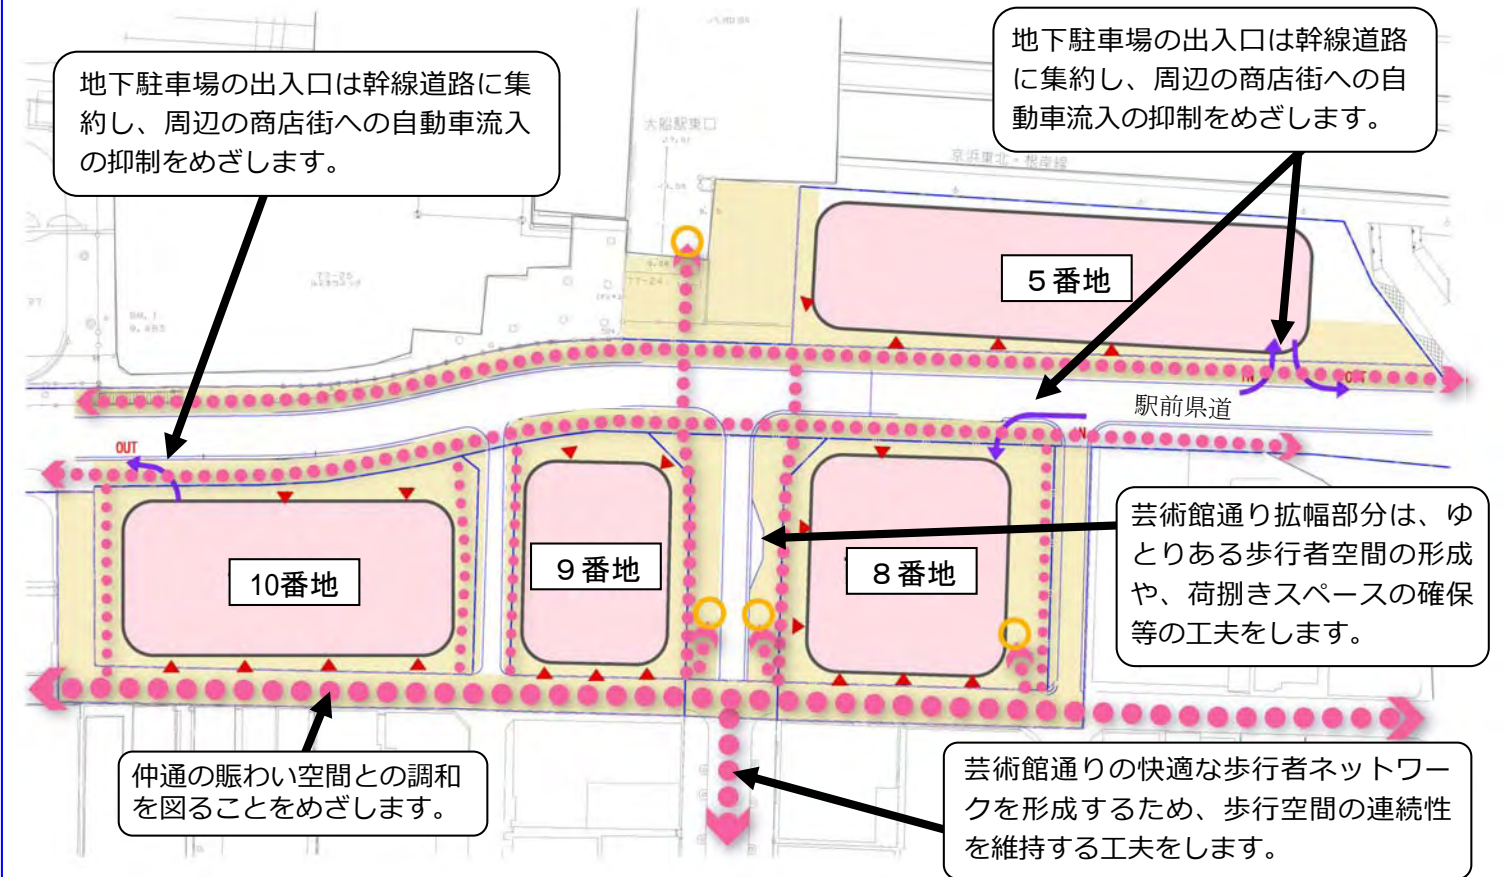 地下駐車場の出入口は幹線道路に集
約し、周辺の商店街への自動車流入
の抑制をめざします。
地下駐車場の出入口は幹線道路
に集約し、周辺の商店街への自
動車流入の抑制をめざします。
大船駅東口
京浜東北・根岸線
5番地
IN
OUT
駅前県道
OUT
IN
10番地
9番地
8番地
芸術館通り拡幅部分は、ゆ
とりある歩行者空間の形成
や、荷捌きスペースの確保
等の工夫をします。
仲通の賑わい空間との調和
を図ることをめざします。
芸術館通りの快適な歩行者ネットワー
クを形成するため、歩行空間の連続性
を維持する工夫をします。